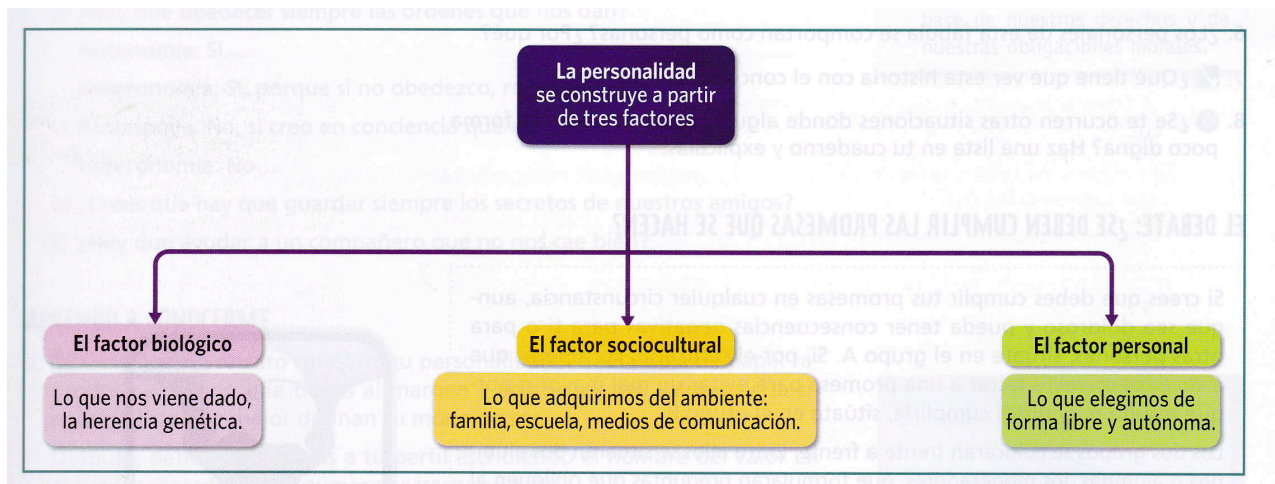 La personalidad
se construye a partir
de tres factores
El factor biológico
Lo que nos viene dado,
la herencia genética.
El factor sociocultural
Lo que adquirimos del ambiente:
familia, escuela, medios de comunicación.
El factor personal
Lo que elegimos de
forma libre y autónoma.